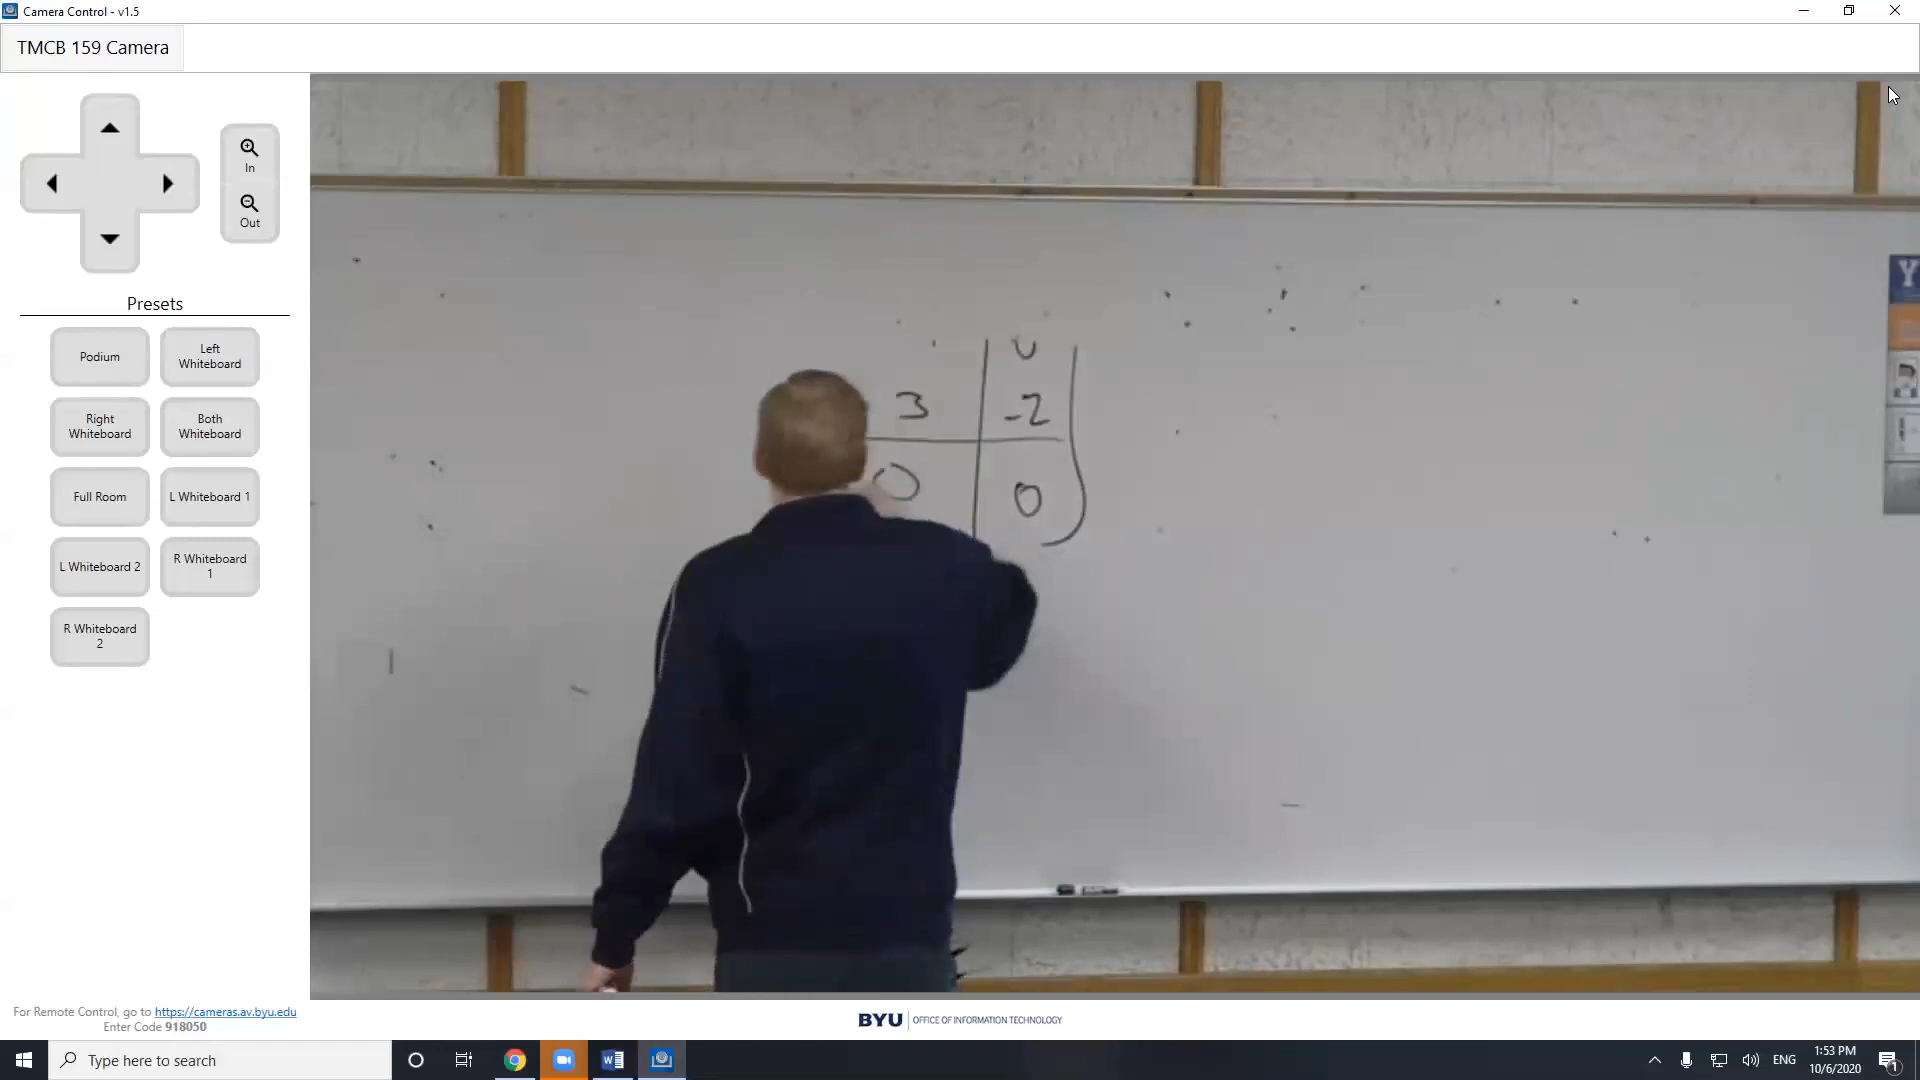 Camera Control - v1.5
TMCB 159 Camera
In
Out
Presets
Podium
Left
Whiteboard
Right
Whiteboard
Both
Whiteboard
Full Room
L Whiteboard 1
L Whiteboard 2
R Whiteboard
1
R Whiteboard
2
3
-2
0
0
Y
For Remote Control, go to https://cameras.av.byu.edu
Enter Code 918050
BYU OFFICE OF INFORMATION TECHNOLOGY
Type here to search
ENG
1:53 PM
10/6/2020
1